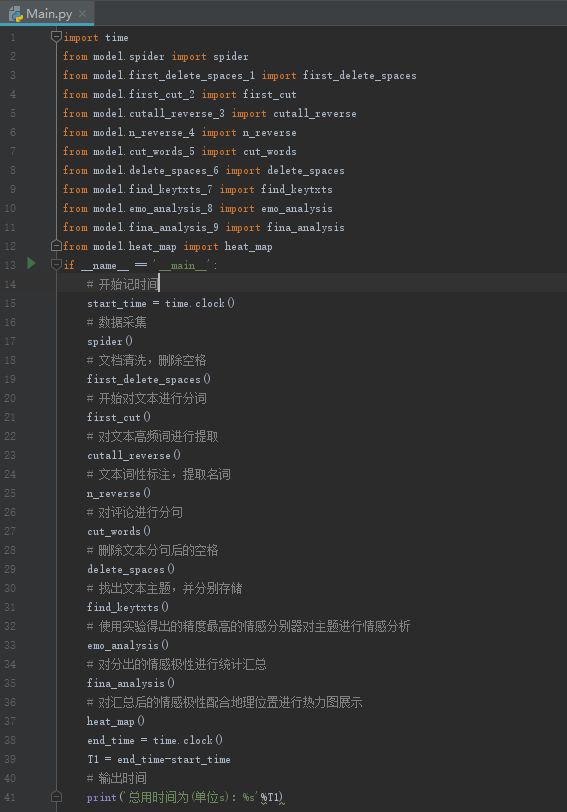 Main.py
1 import time
2 from model.spider import spider
3 from model.first_delete_spaces_1 import first_delete_spaces
4 from model.first_cut_2 import first_cut
5 from model.cutall_reverse_3 import cutall_reverse
6 from model.n_reverse_4 import n_reverse
7 from model.cut_words_5 import cut_words
8 from model.delete_spaces_6 import delete_spaces
9 from model.find_keytxts_7 import find_keytxts
10 from model.emo_analysis_8 import emo_analysis
11 from model.fina_analysis_9 import fina_analysis
12 from model.heat_map import heat_map
13 if __name__ == '__main__':
14 # 开始记时间
15 start_time = time.clock()
16 # 数据采集
17 spider()
18 # 文档清洗，删除空格
19 first_delete_spaces()
20 # 开始对文本进行分词
21 first_cut()
22 # 对文本高频词进行提取
23 cutall_reverse()
24 # 文本词性标注，提取名词
25 n_reverse()
26 # 对评论进行分句
27 cut_words()
28 # 删除文本分句后的空格
29 delete_spaces()
30 # 找出文本主题，并分别存储
31 find_keytxts()
32 # 使用实验得出的精度最高的情感分别器对主题进行情感分析
33 emo_analysis()
34 # 对分出的情感极性进行统计汇总
35 fina_analysis()
36 # 对汇总后的情感极性配合地理位置进行热力图展示
37 heat_map()
38 end_time = time.clock()
39 T1 = end_time-start_time
40 # 输出时间
41 print('总用时间为(单位s)：%s'%T1)